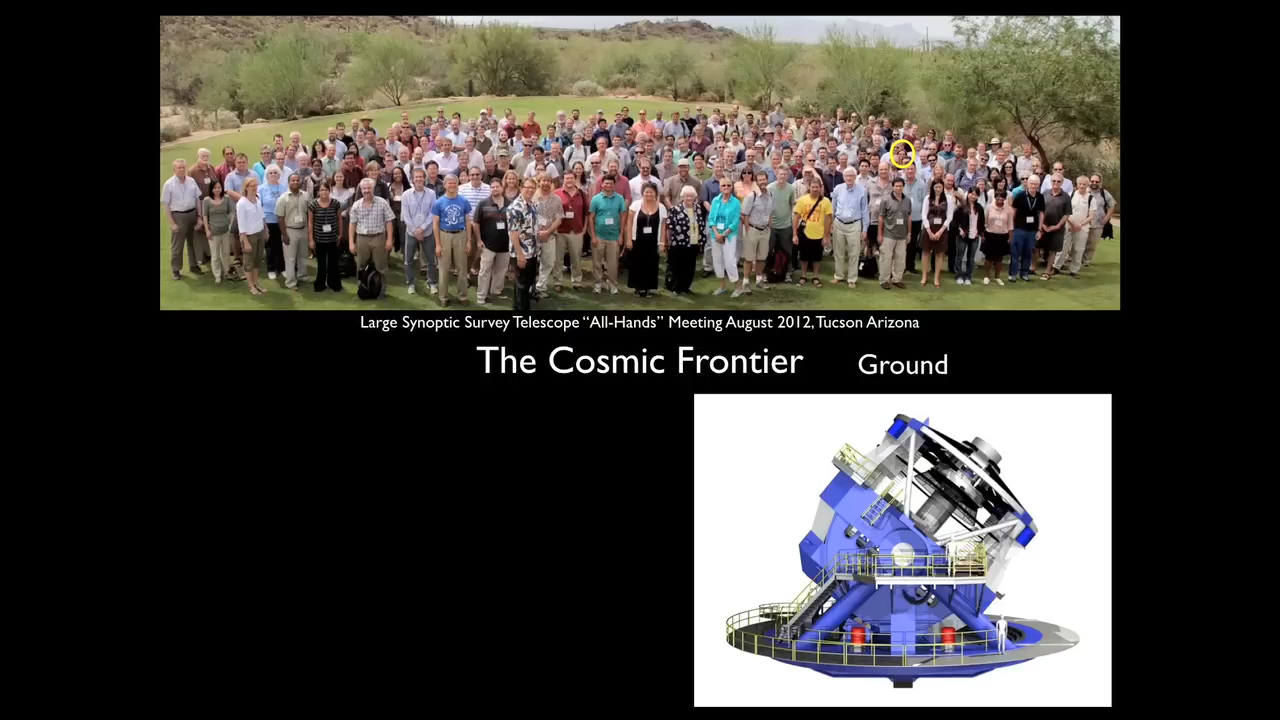 Large Synoptic Survey Telescope “All-Hands” Meeting August 2012, Tucson Arizona
The Cosmic Frontier
Ground